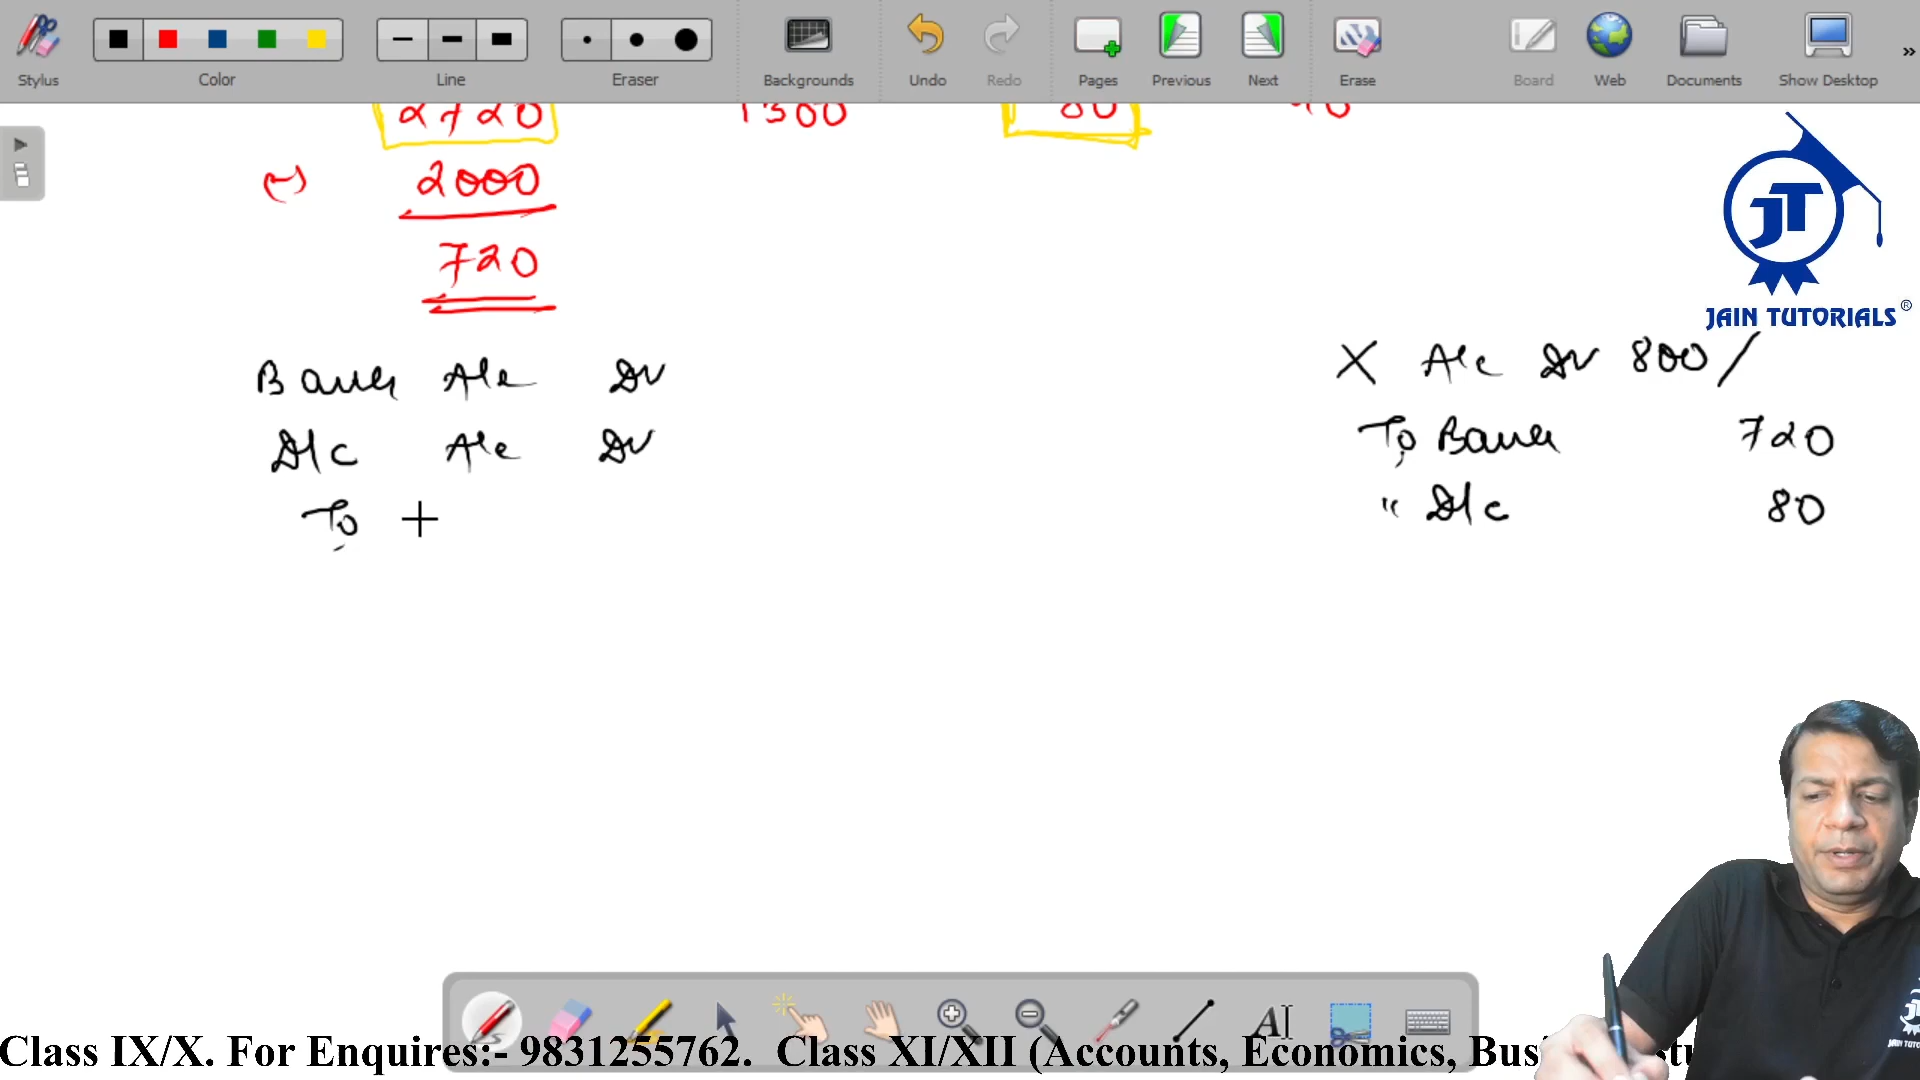 Stylus Color Line Eraser Backgrounds Undo Redo Pages Previous Next Erase Board Web Documents Show Desktop »
2720 1300 80
(-) 2000
720
JT
JAIN TUTORIALS®
Bank A/c Dr
D/c A/c Dr
To
X A/c Dr 800/
To Bank 720
" D/c 80
Class IX/X. For Enquires:- 9831255762. Class XI/XII (Accounts, Economics,